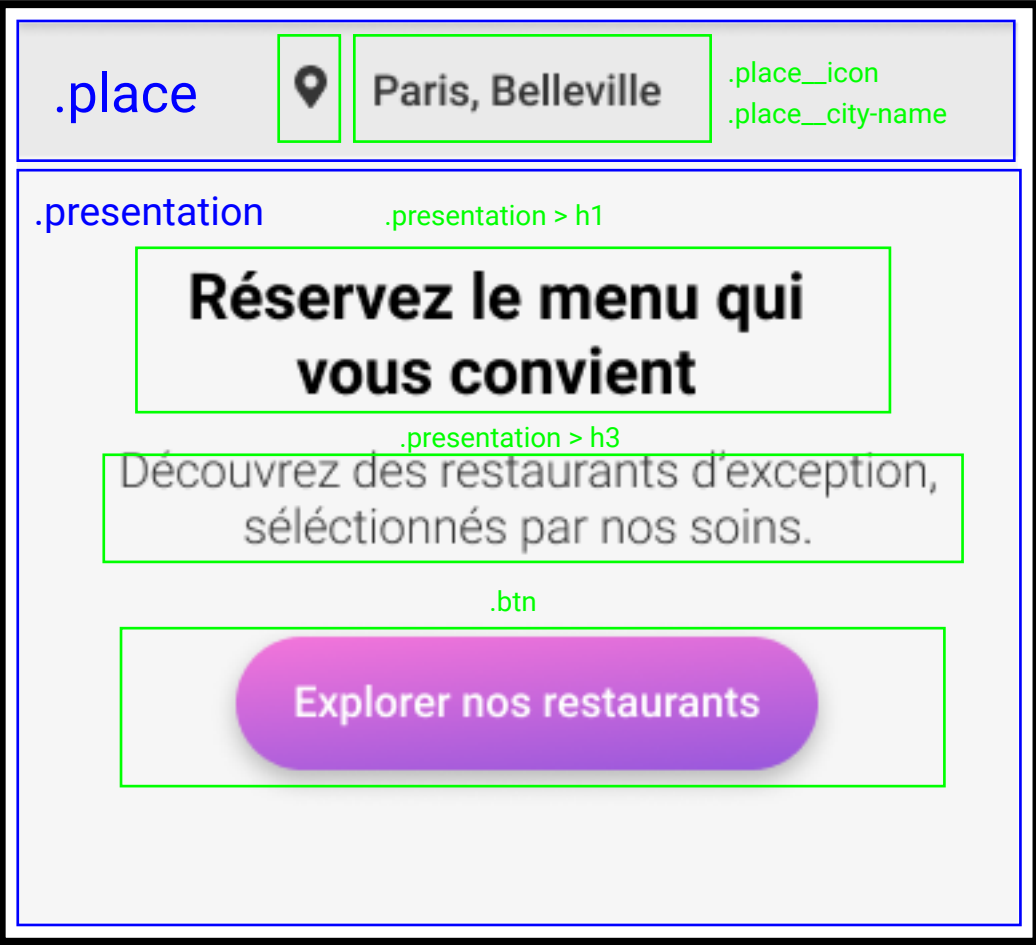 .place
Paris, Belleville
.place__icon
.place__city-name
.presentation
.presentation > h1
Réservez le menu qui
vous convient
.presentation > h3
Découvrez des restaurants d'exception,
séléctionnés par nos soins.
.btn
Explorer nos restaurants